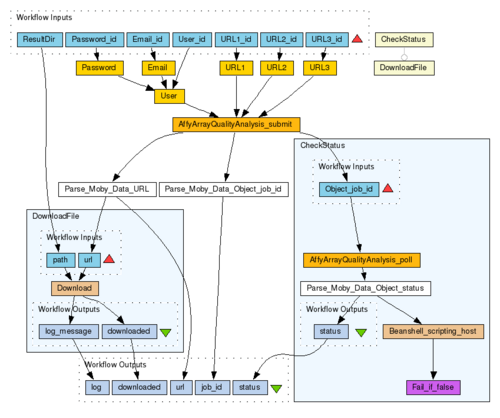 Workflow Inputs
ResultDir Password_id Email_id User_id URL1_id URL2_id URL3_id
CheckStatus
Password Email URL1 URL2 URL3
DownloadFile
User
AffyArrayQualityAnalysis_submit
CheckStatus
Workflow Inputs
Parse_Moby_Data_URL Parse_Moby_Data_Object_job_id
Object_job_id
DownloadFile
Workflow Inputs
path url
AffyArrayQualityAnalysis_poll
Download
Parse_Moby_Data_Object_status
Workflow Outputs
Workflow Outputs
log_message downloaded
status
Beanshell_scripting_host
Workflow Outputs
log downloaded url job_id status
Fail_if_false